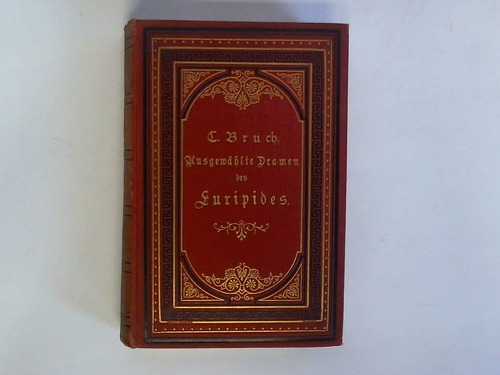 C. Bruch.
Ausgewählte Dramen
des
Euripides.